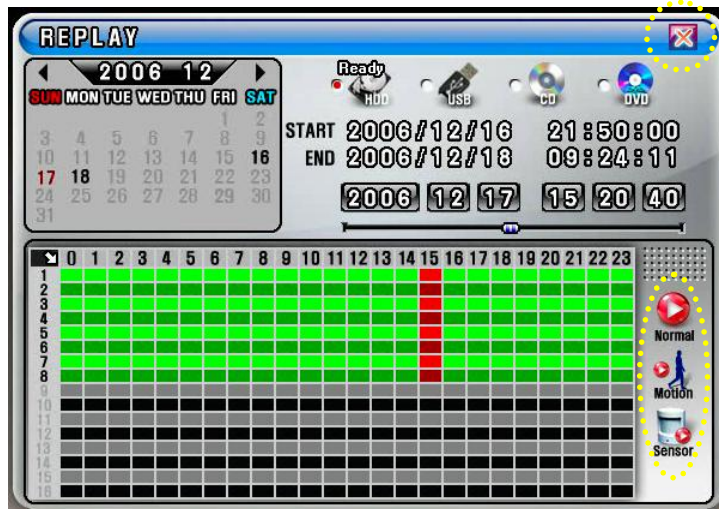 REPLAY
2006 12
SUN MON TUE WED THU FRI SAT
1 2
3 4 5 6 7 8 9
10 11 12 13 14 15 16
17 18 19 20 21 22 23
24 25 26 27 28 29 30
31
Ready
HDD USB CD DVD
START 2006/12/16 21:50:00
END 2006/12/18 09:24:11
2006 12 17 15 20 40
0 1 2 3 4 5 6 7 8 9 10 11 12 13 14 15 16 17 18 19 20 21 22 23
1
2
3
4
5
6
7
8
9
10
11
12
13
14
15
16
Normal
Motion
Sensor